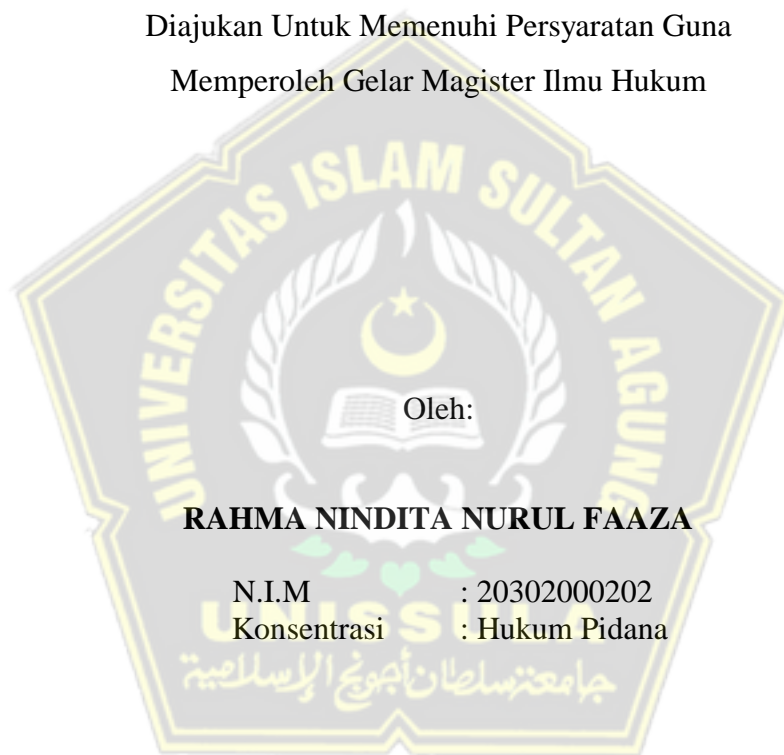 Diajukan Untuk Memenuhi Persyaratan Guna
Memperoleh Gelar Magister Ilmu Hukum
UNIVERSITAS ISLAM SULTAN AGUNG
Oleh:
RAHMA NINDITA NURUL FAAZA
N.I.M : 20302000202
Konsentrasi : Hukum Pidana
UNISSULA
جامعة سلطان أجونج الإسلامية